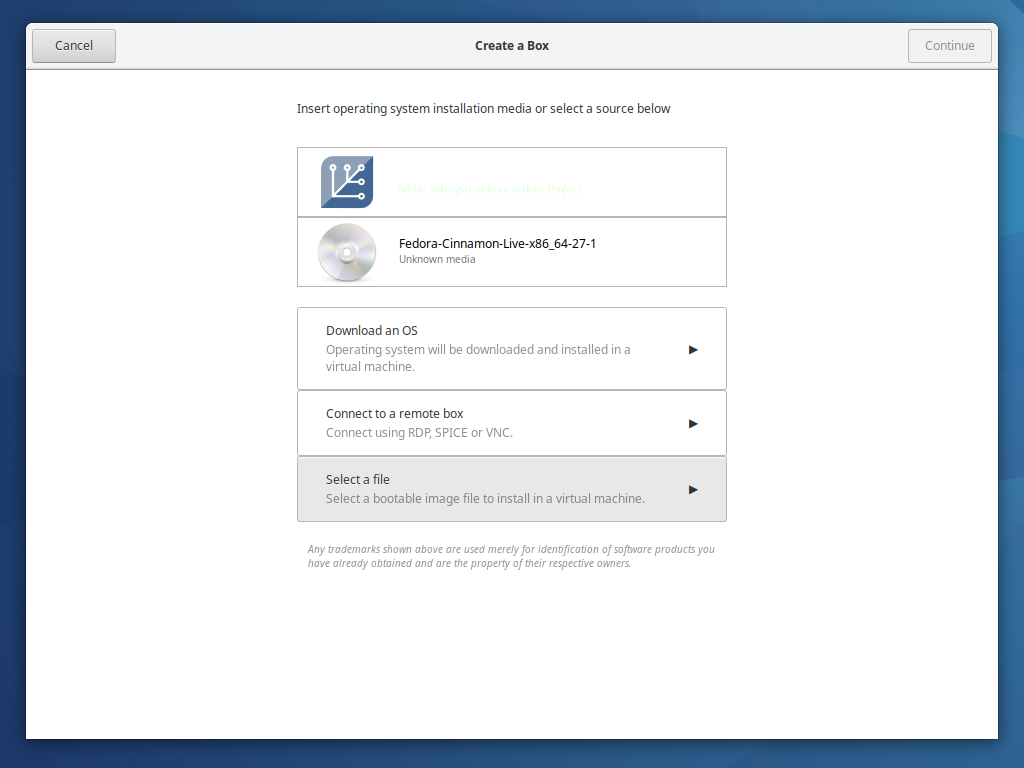 Cancel
Create a Box
Continue
Insert operating system installation media or select a source below
Fedora-Cinnamon-Live-x86_64-27-1
Unknown media
Download an OS
Operating system will be downloaded and installed in a
virtual machine.
Connect to a remote box
Connect using RDP, SPICE or VNC.
Select a file
Select a bootable image file to install in a virtual machine.
Any trademarks shown above are used merely for identification of software products you
have already obtained and are the property of their respective owners.